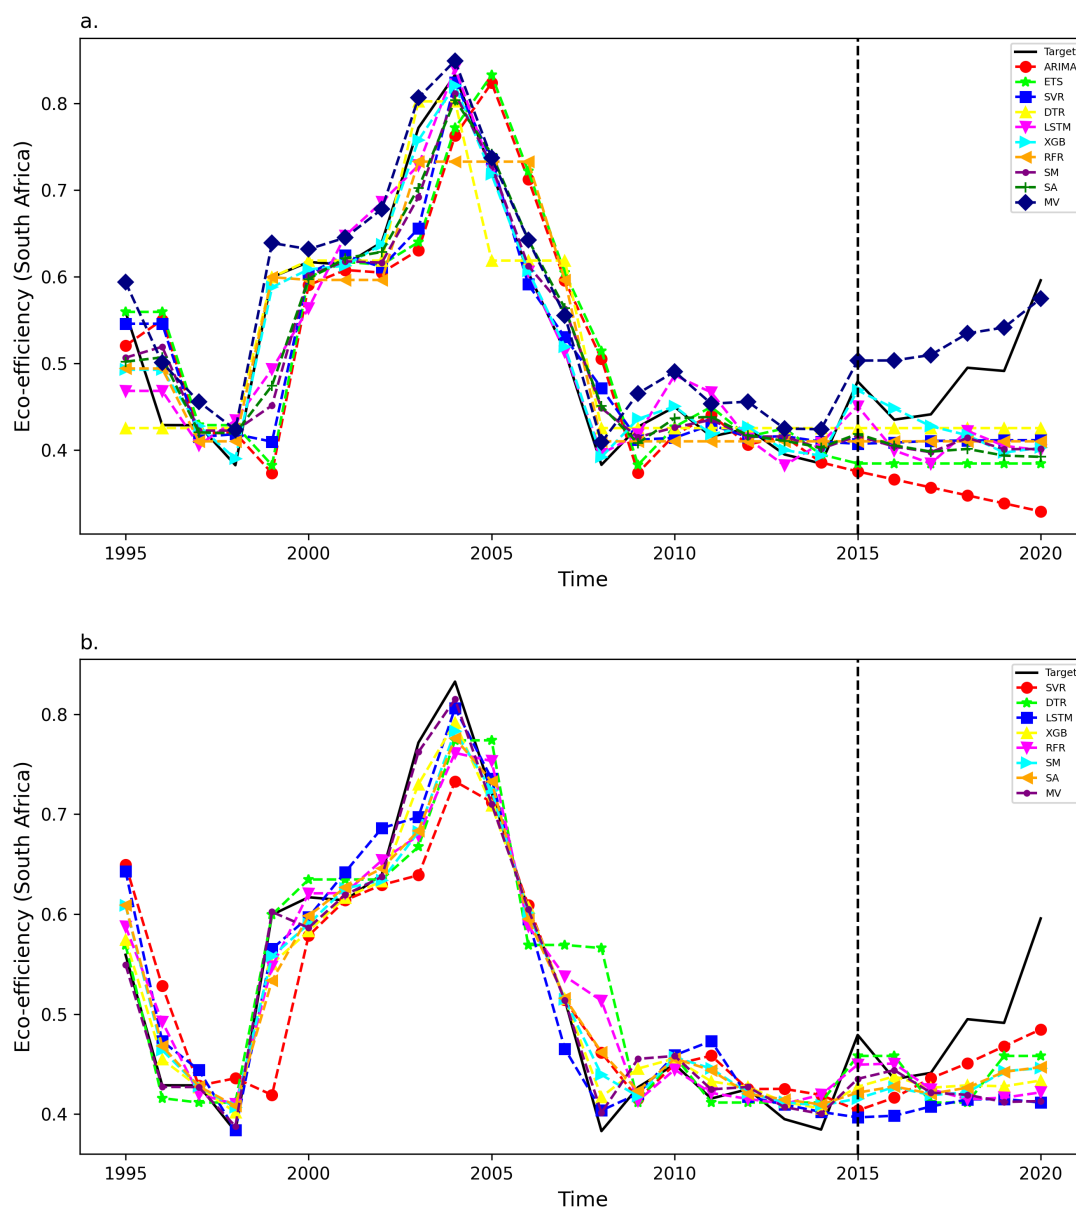 a.
Eco-efficiency (South Africa)
0.8
0.7
0.6
0.5
0.4
1995
2000
2005
2010
2015
2020
Time
Target
ARIMA
ETS
SVR
DTR
LSTM
XGB
RFR
SM
SA
MV
b.
Eco-efficiency (South Africa)
0.8
0.7
0.6
0.5
0.4
1995
2000
2005
2010
2015
2020
Time
Target
SVR
DTR
LSTM
XGB
RFR
SM
SA
MV